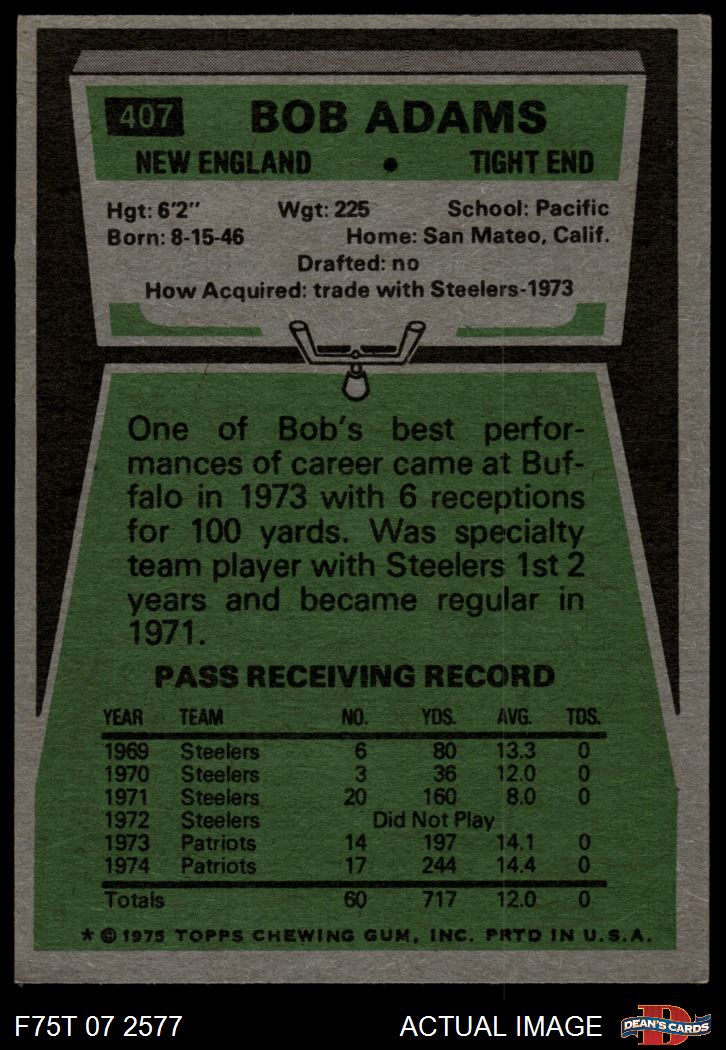 407 BOB ADAMS
NEW ENGLAND • TIGHT END
Hgt: 6'2" Wgt: 225 School: Pacific
Born: 8-15-46 Home: San Mateo, Calif.
Drafted: no
How Acquired: trade with Steelers-1973
One of Bob's best perfor-
mances of career came at Buf-
falo in 1973 with 6 receptions
for 100 yards. Was specialty
team player with Steelers 1st 2
years and became regular in
1971.
PASS RECEIVING RECORD
YEAR TEAM NO. YDS. AVG. TDS.
1969 Steelers 6 80 13.3 0
1970 Steelers 3 36 12.0 0
1971 Steelers 20 160 8.0 0
1972 Steelers Did Not Play
1973 Patriots 14 197 14.1 0
1974 Patriots 17 244 14.4 0
Totals 60 717 12.0 0
* © 1975 TOPPS CHEWING GUM, INC. PRTD IN U.S.A.
F75T 07 2577 ACTUAL IMAGE D DEAN'S CARDS